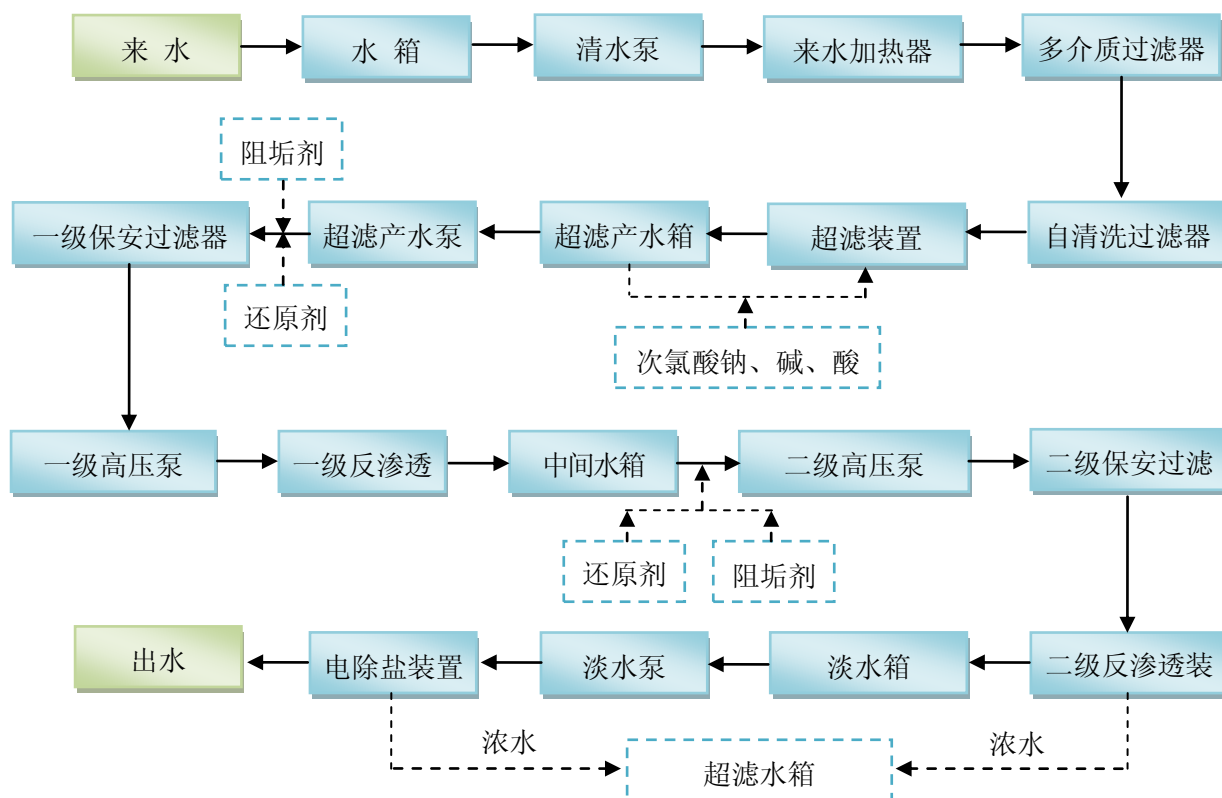 来 水
水 箱
清水泵
来水加热器
多介质过滤器
阻垢剂
一级保安过滤器
超滤产水泵
超滤产水箱
超滤装置
自清洗过滤器
还原剂
次氯酸钠、碱、酸
一级高压泵
一级反渗透
中间水箱
二级高压泵
二级保安过滤
还原剂
阻垢剂
出水
电除盐装置
淡水泵
淡水箱
二级反渗透装
浓水
浓水
超滤水箱